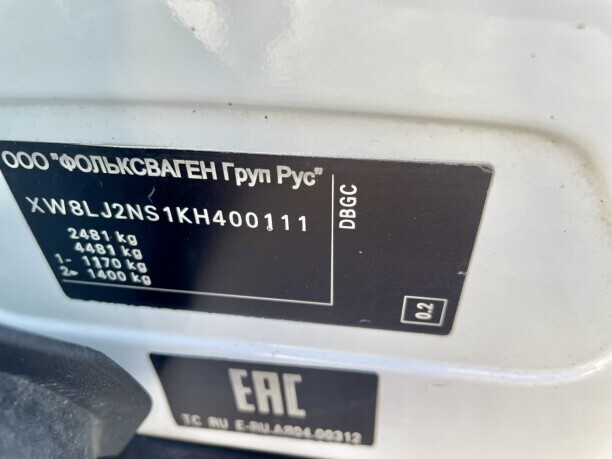 ООО "ФОЛЬКСВАГЕН Груп Рус"
XW8LJ2NS1KH400111
2481 kg
4481 kg
1- 1170 kg
2- 1400 kg
DBGC
0.2
EAC
TC RU E-RU.AR04.00312